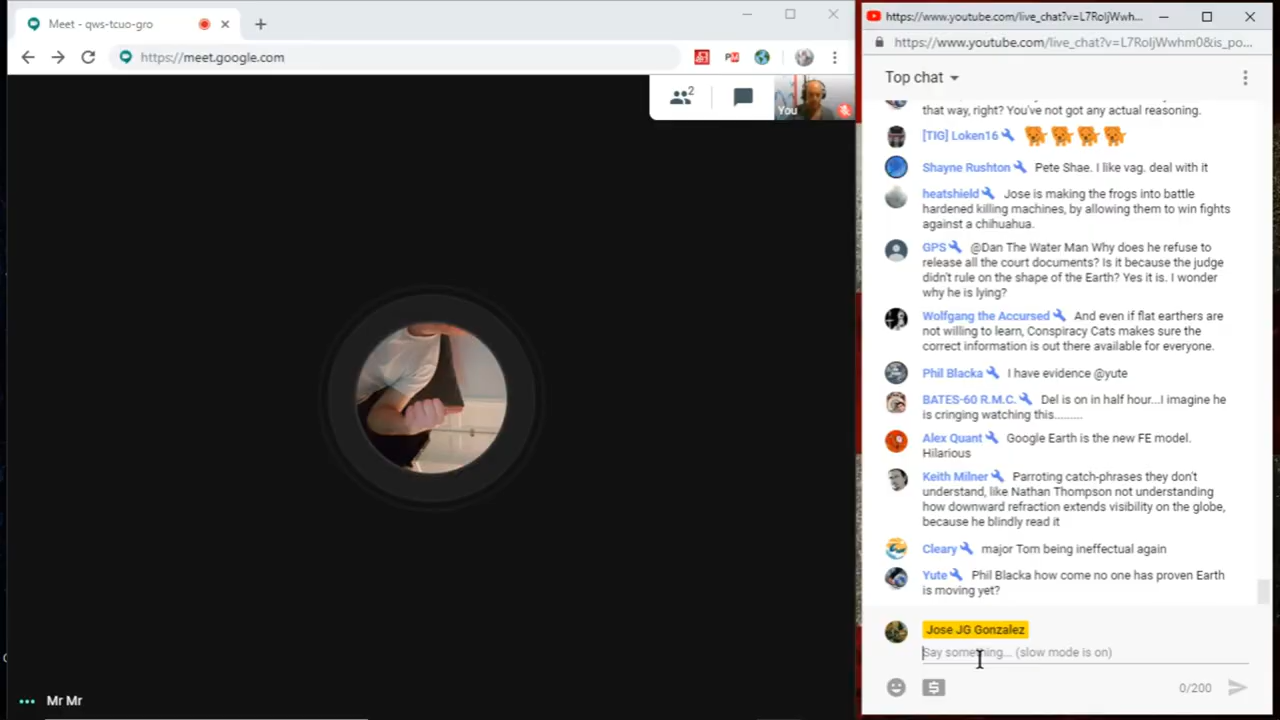 Meet - qws-tcuo-gro
https://meet.google.com
2
You
Mr Mr
https://www.youtube.com/live_chat?v=L7RoIjWwh...
https://www.youtube.com/live_chat?v=L7RoIjWwhm0&is_po...
Top chat
that way, right? You've not got any actual reasoning.
[TIG] Loken16
Shayne Rushton Pete Shae. I like vag. deal with it
heatshield Jose is making the frogs into battle
hardened killing machines, by allowing them to win fights
against a chihuahua.
GPS @Dan The Water Man Why does he refuse to
release all the court documents? Is it because the judge
didn't rule on the shape of the Earth? Yes it is. I wonder
why he is lying?
Wolfgang the Accursed And even if flat earthers are
not willing to learn, Conspiracy Cats makes sure the
correct information is out there available for everyone.
Phil Blacka I have evidence @yute
BATES-60 R.M.C. Del is on in half hour...I imagine he
is cringing watching this.........
Alex Quant Google Earth is the new FE model.
Hilarious
Keith Milner Parroting catch-phrases they don't
understand, like Nathan Thompson not understanding
how downward refraction extends visibility on the globe,
because he blindly read it
Cleary major Tom being ineffectual again
Yute Phil Blacka how come no one has proven Earth
is moving yet?
Jose JG Gonzalez
Say something... (slow mode is on)
0/200